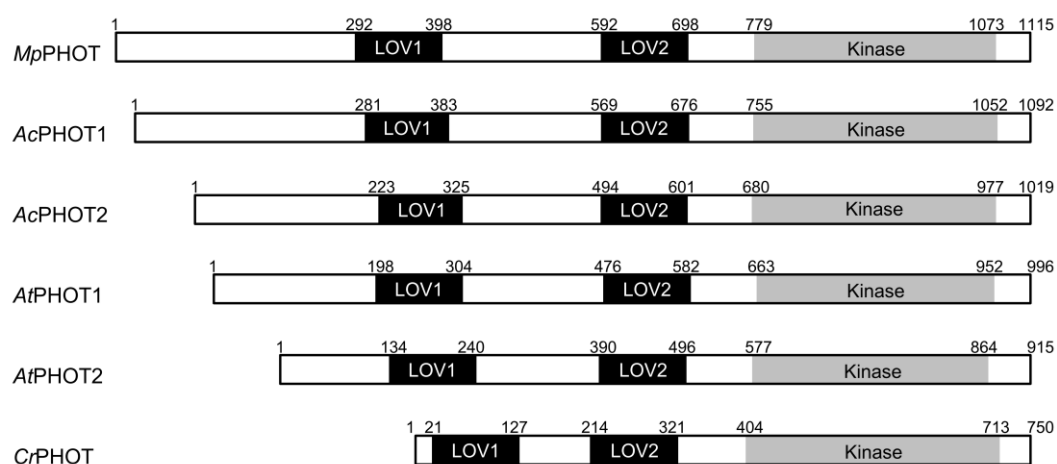 1 292 398 592 698 779 1073 1115
MpPHOT LOV1 LOV2 Kinase
1 281 383 569 676 755 1052 1092
AcPHOT1 LOV1 LOV2 Kinase
1 223 325 494 601 680 977 1019
AcPHOT2 LOV1 LOV2 Kinase
1 198 304 476 582 663 952 996
AtPHOT1 LOV1 LOV2 Kinase
1 134 240 390 496 577 864 915
AtPHOT2 LOV1 LOV2 Kinase
1 21 127 214 321 404 713 750
CrPHOT LOV1 LOV2 Kinase